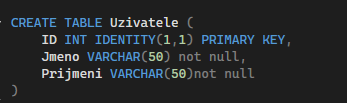 CREATE TABLE Uzivatele (
    ID INT IDENTITY(1,1) PRIMARY KEY,
    Jmeno VARCHAR(50) not null,
    Prijmeni VARCHAR(50)not null
)